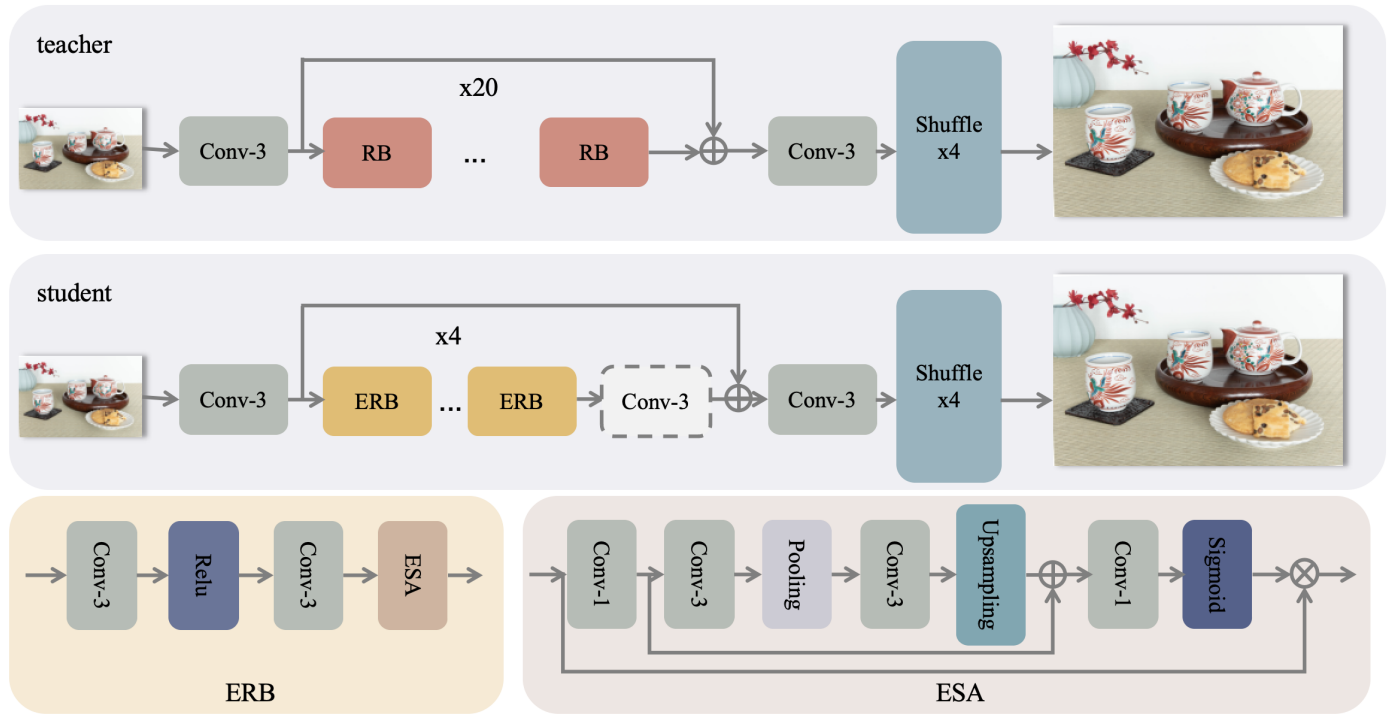 teacher
x20
Conv-3
RB
...
RB
Conv-3
Shuffle
x4
student
x4
Conv-3
ERB
...
ERB
Conv-3
Conv-3
Shuffle
x4
Conv-3
Relu
Conv-3
ESA
ERB
Conv-1
Conv-3
Pooling
Conv-3
Upsampling
Conv-1
Sigmoid
ESA